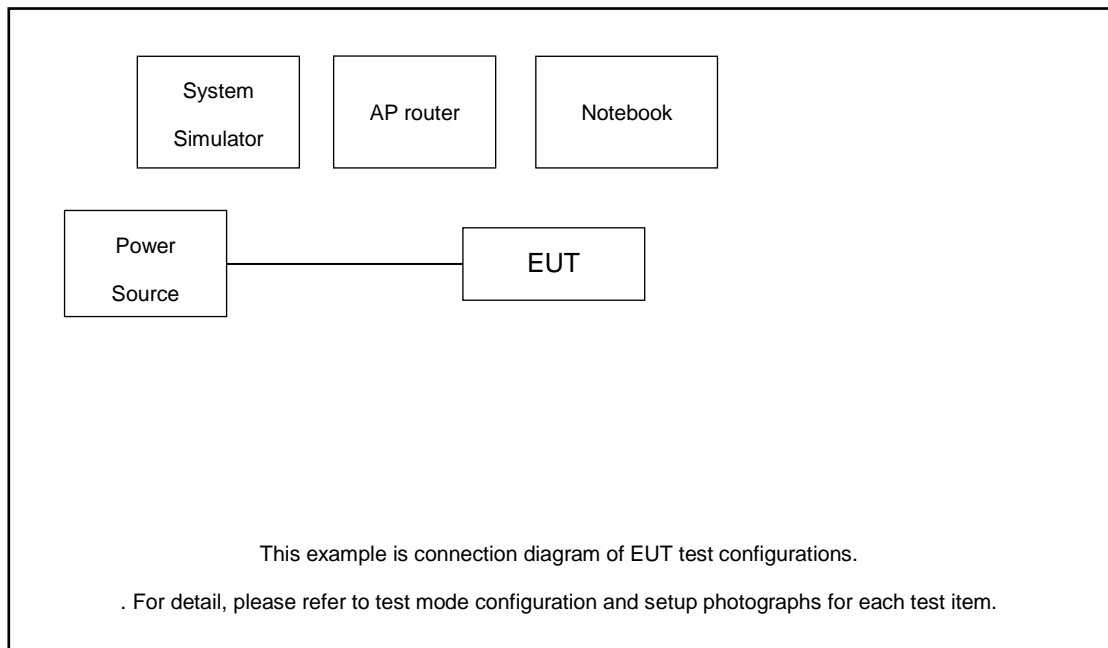 System
Simulator
AP router
Notebook
Power
Source
EUT
This example is connection diagram of EUT test configurations.
. For detail, please refer to test mode configuration and setup photographs for each test item.